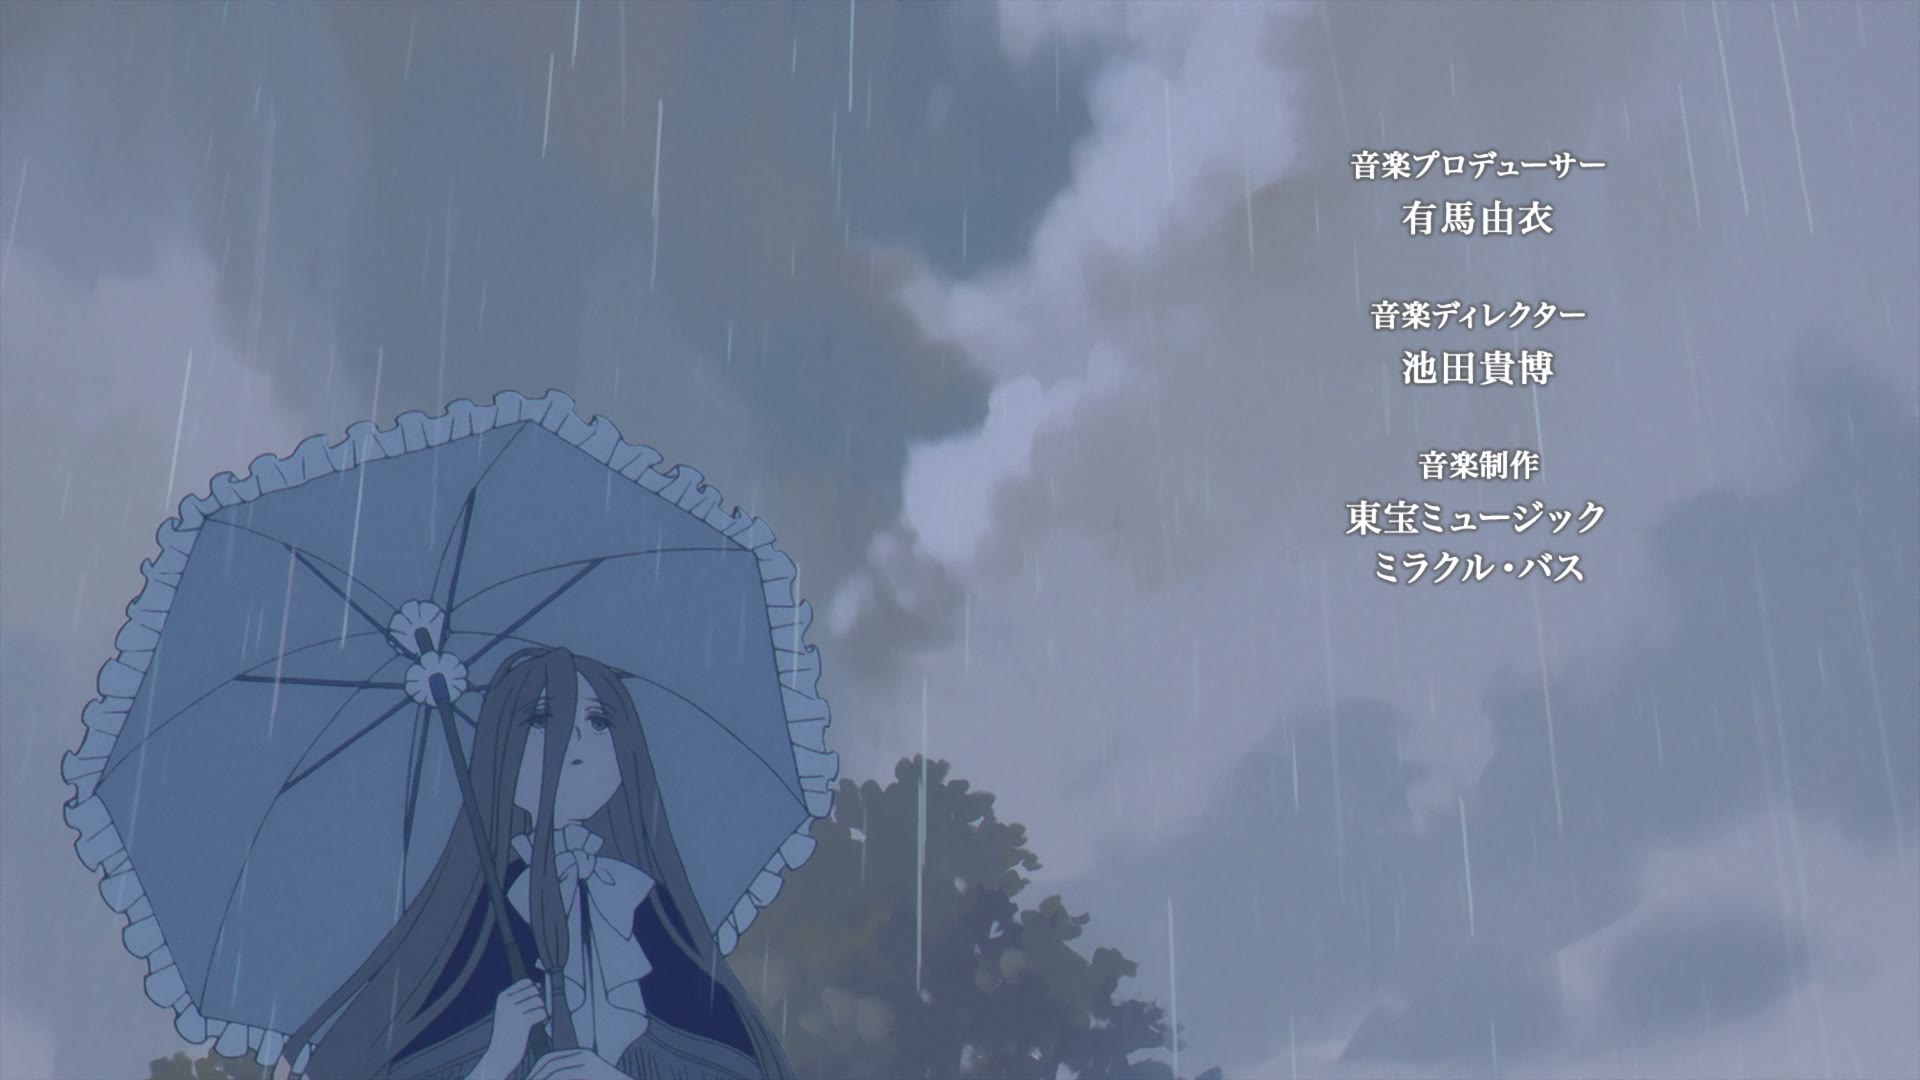 音楽プロデューサー
有馬由衣
音楽ディレクター
池田貴博
音楽制作
東宝ミュージック
ミラクル・バス